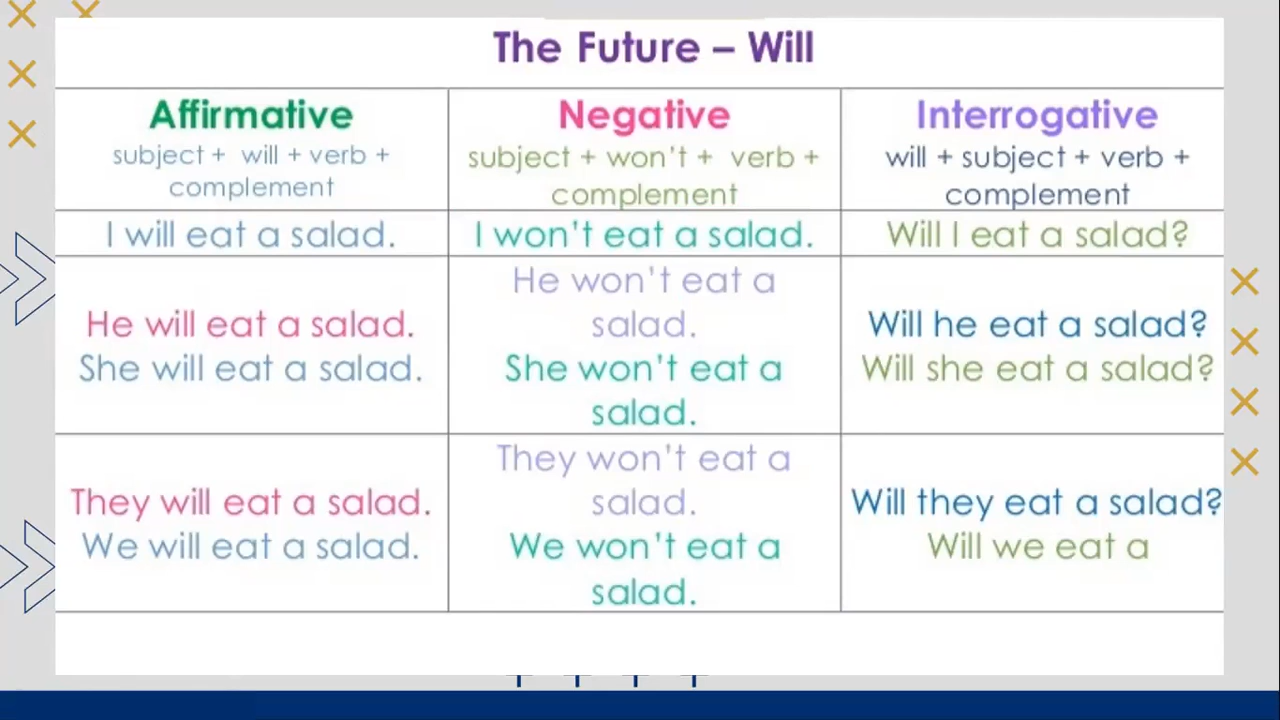 The Future – Will
Affirmative
subject + will + verb +
complement
Negative
subject + won't + verb +
complement
Interrogative
will + subject + verb +
complement
I will eat a salad.
I won't eat a salad.
Will I eat a salad?
He will eat a salad.
She will eat a salad.
He won't eat a
salad.
She won't eat a
salad.
Will he eat a salad?
Will she eat a salad?
They will eat a salad.
We will eat a salad.
They won't eat a
salad.
We won't eat a
salad.
Will they eat a salad?
Will we eat a